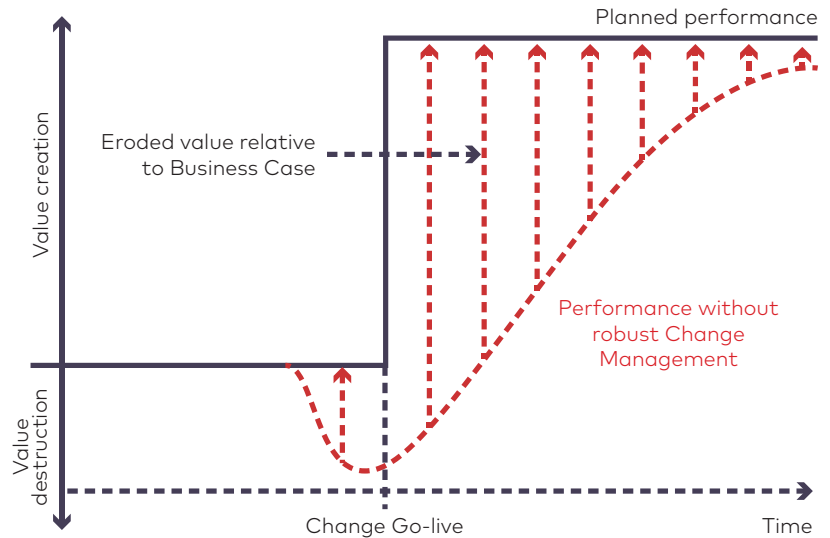 Planned performance
Value creation
Eroded value relative
to Business Case
Performance without
robust Change
Management
Value
destruction
Change Go-live
Time